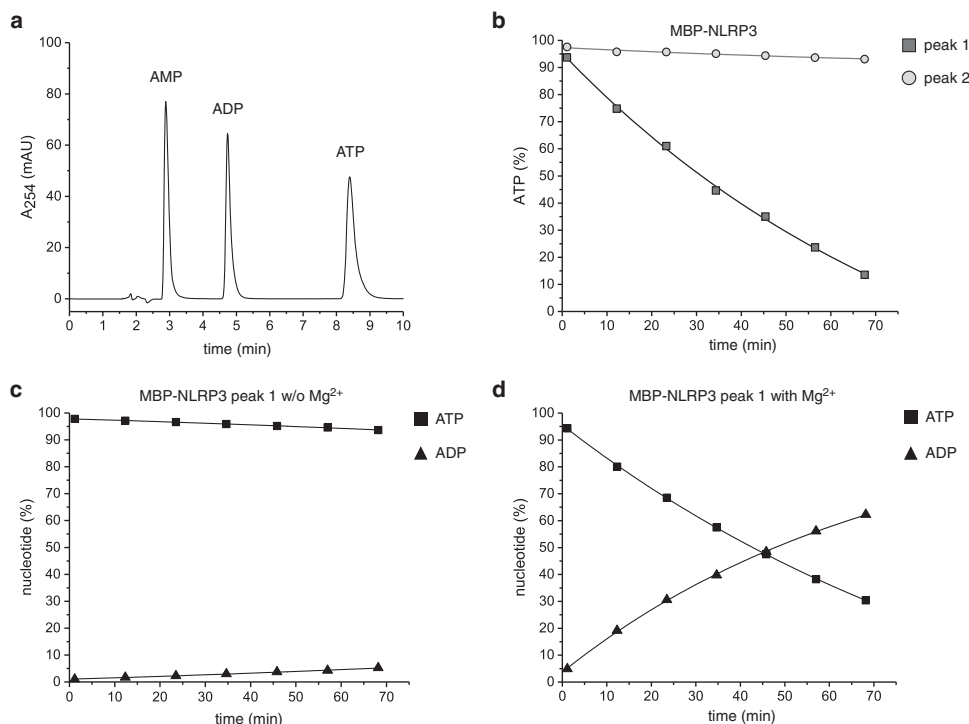 a
100
80
60
40
20
0
A254 (mAU)
AMP
ADP
ATP
0 1 2 3 4 5 6 7 8 9 10
time (min)
b
MBP-NLRP3
100
90
80
70
60
50
40
30
20
10
0
ATP (%)
0 10 20 30 40 50 60 70
time (min)
peak 1
peak 2
c
MBP-NLRP3 peak 1 w/o Mg2+
100
90
80
70
60
50
40
30
20
10
0
nucleotide (%)
0 10 20 30 40 50 60 70
time (min)
ATP
ADP
d
MBP-NLRP3 peak 1 with Mg2+
100
90
80
70
60
50
40
30
20
10
0
nucleotide (%)
0 10 20 30 40 50 60 70
time (min)
ATP
ADP